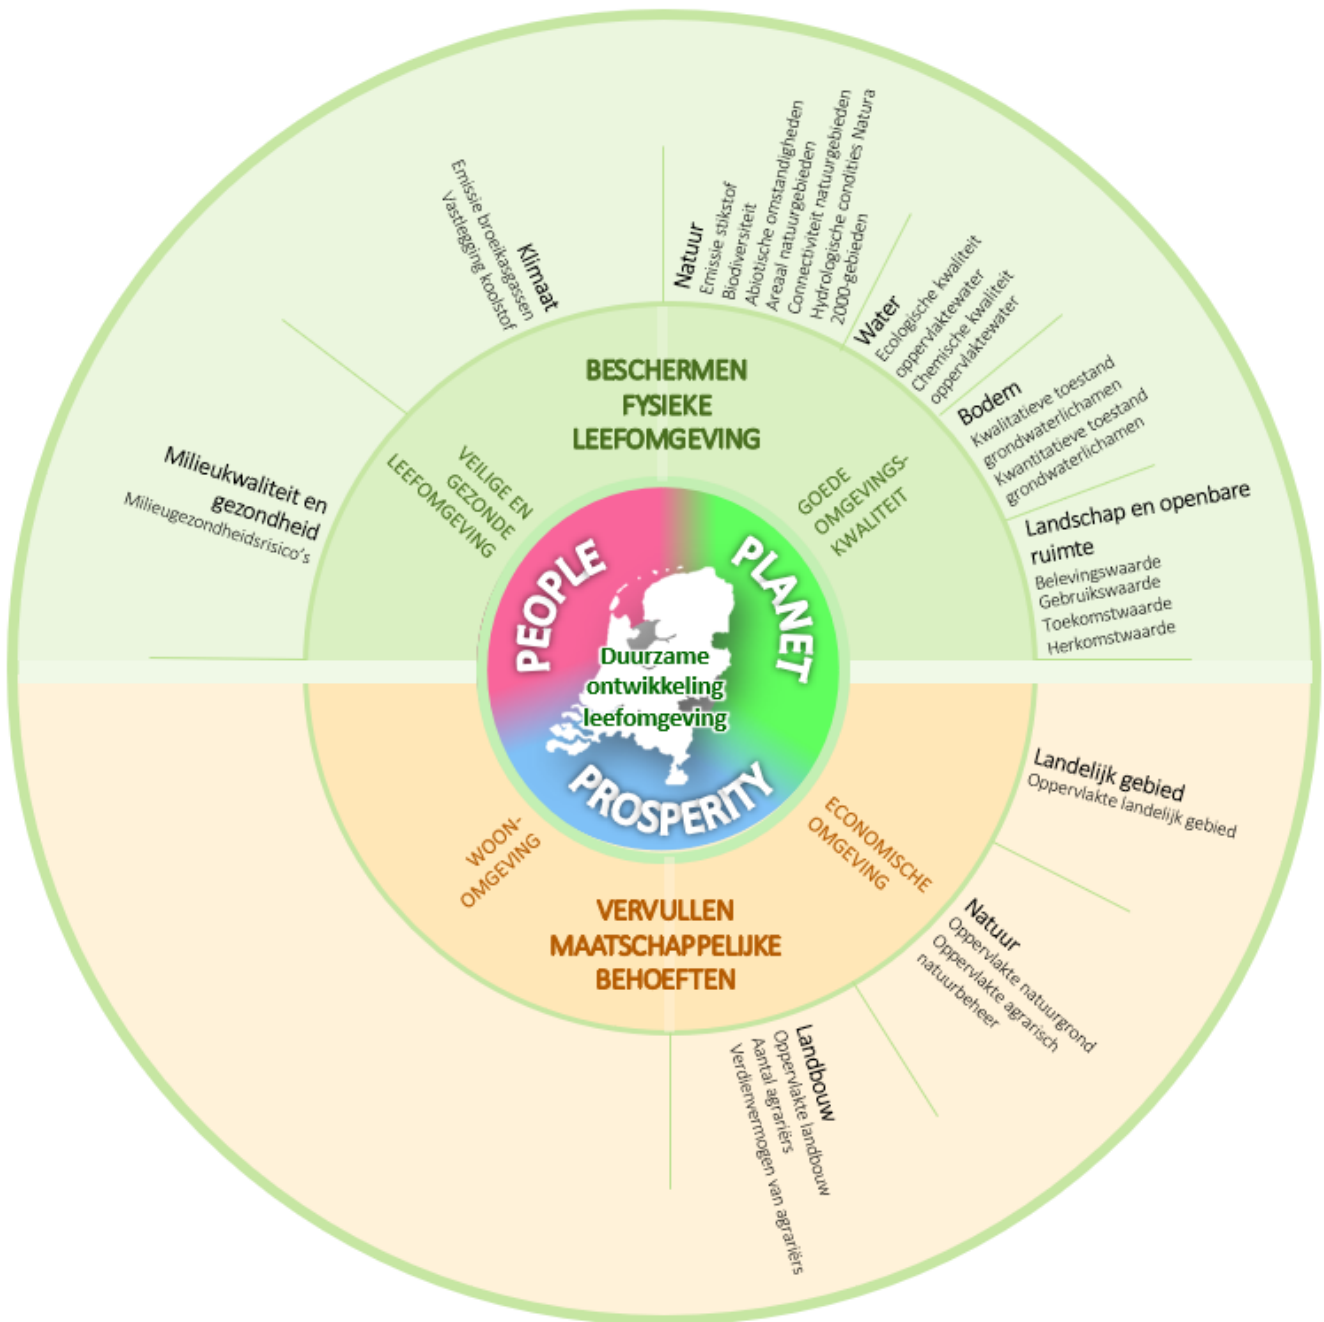 Emissie broeikasgassen
Vastlegging koolstof
Klimaat
Natuur
Emissie stikstof
Biodiversiteit
Abiotische omstandigheden
Areaal natuurgebieden
Connectiviteit natuurgebieden
Hydrologische condities Natura
2000-gebieden
Water
Ecologische kwaliteit
oppervlaktewater
Chemische kwaliteit
oppervlaktewater
Bodem
Kwalitatieve toestand
grondwaterlichamen
Kwantitatieve toestand
grondwaterlichamen
Landschap en openbare
ruimte
Belevingswaarde
Gebruikswaarde
Toekomstwaarde
Herkomstwaarde
Milieukwaliteit en
gezondheid
Milieugezondheidsrisico's
BESCHERMEN
FYSIEKE
LEEFOMGEVING
VEILIGE EN
GEZONDE
LEEFOMGEVING
GOEDE
OMGEVINGS-
KWALITEIT
PEOPLE
PLANET
PROSPERITY
Duurzame
ontwikkeling
leefomgeving
WOON-
OMGEVING
ECONOMISCHE
OMGEVING
VERVULLEN
MAATSCHAPPELIJKE
BEHOEFTEN
Landelijk gebied
Oppervlakte landelijk gebied
Natuur
Oppervlakte natuurgrond
Oppervlakte agrarisch
natuurbeheer
Landbouw
Oppervlakte landbouw
Aantal agrariërs
Verdienvermogen van agrariërs